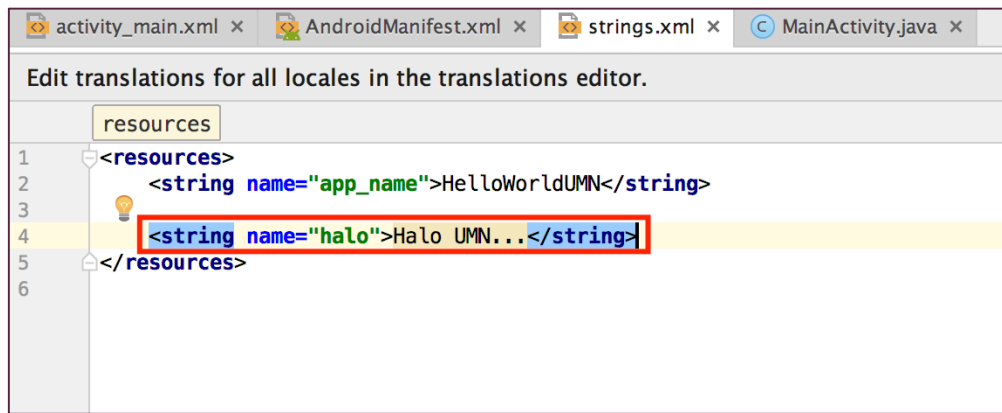 activity_main.xml × AndroidManifest.xml × strings.xml × C MainActivity.java ×
Edit translations for all locales in the translations editor.
resources
1 <resources>
2 <string name="app_name">HelloWorldUMN</string>
3
4 <string name="halo">Halo UMN...</string>
5 </resources>
6